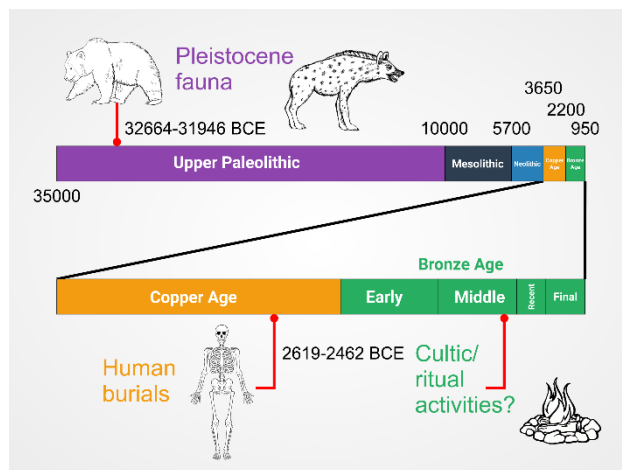 Pleistocene
fauna
3650
2200
32664-31946 BCE
10000
5700
950
Upper Paleolithic
Mesolithic
Neolithic
Copper
Age
Bronze
Age
35000
Bronze Age
Copper Age
Early
Middle
Recent
Final
2619-2462 BCE
Human
burials
Cultic/
ritual
activities?